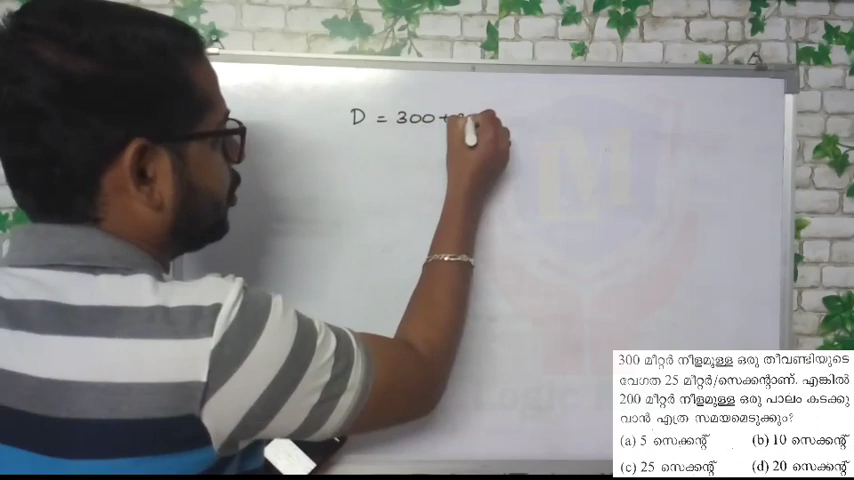 D = 300 +
300 മീറ്റർ നീളമുള്ള ഒരു തീവണ്ടിയുടെ
വേഗത 25 മീറ്റർ/സെക്കന്റാണ്. എങ്കിൽ
200 മീറ്റർ നീളമുള്ള ഒരു പാലം കടക്കു
വാൻ എത്ര സമയമെടുക്കും?
(a) 5 സെക്കന്റ് (b) 10 സെക്കന്റ്
(c) 25 സെക്കന്റ് (d) 20 സെക്കന്റ്